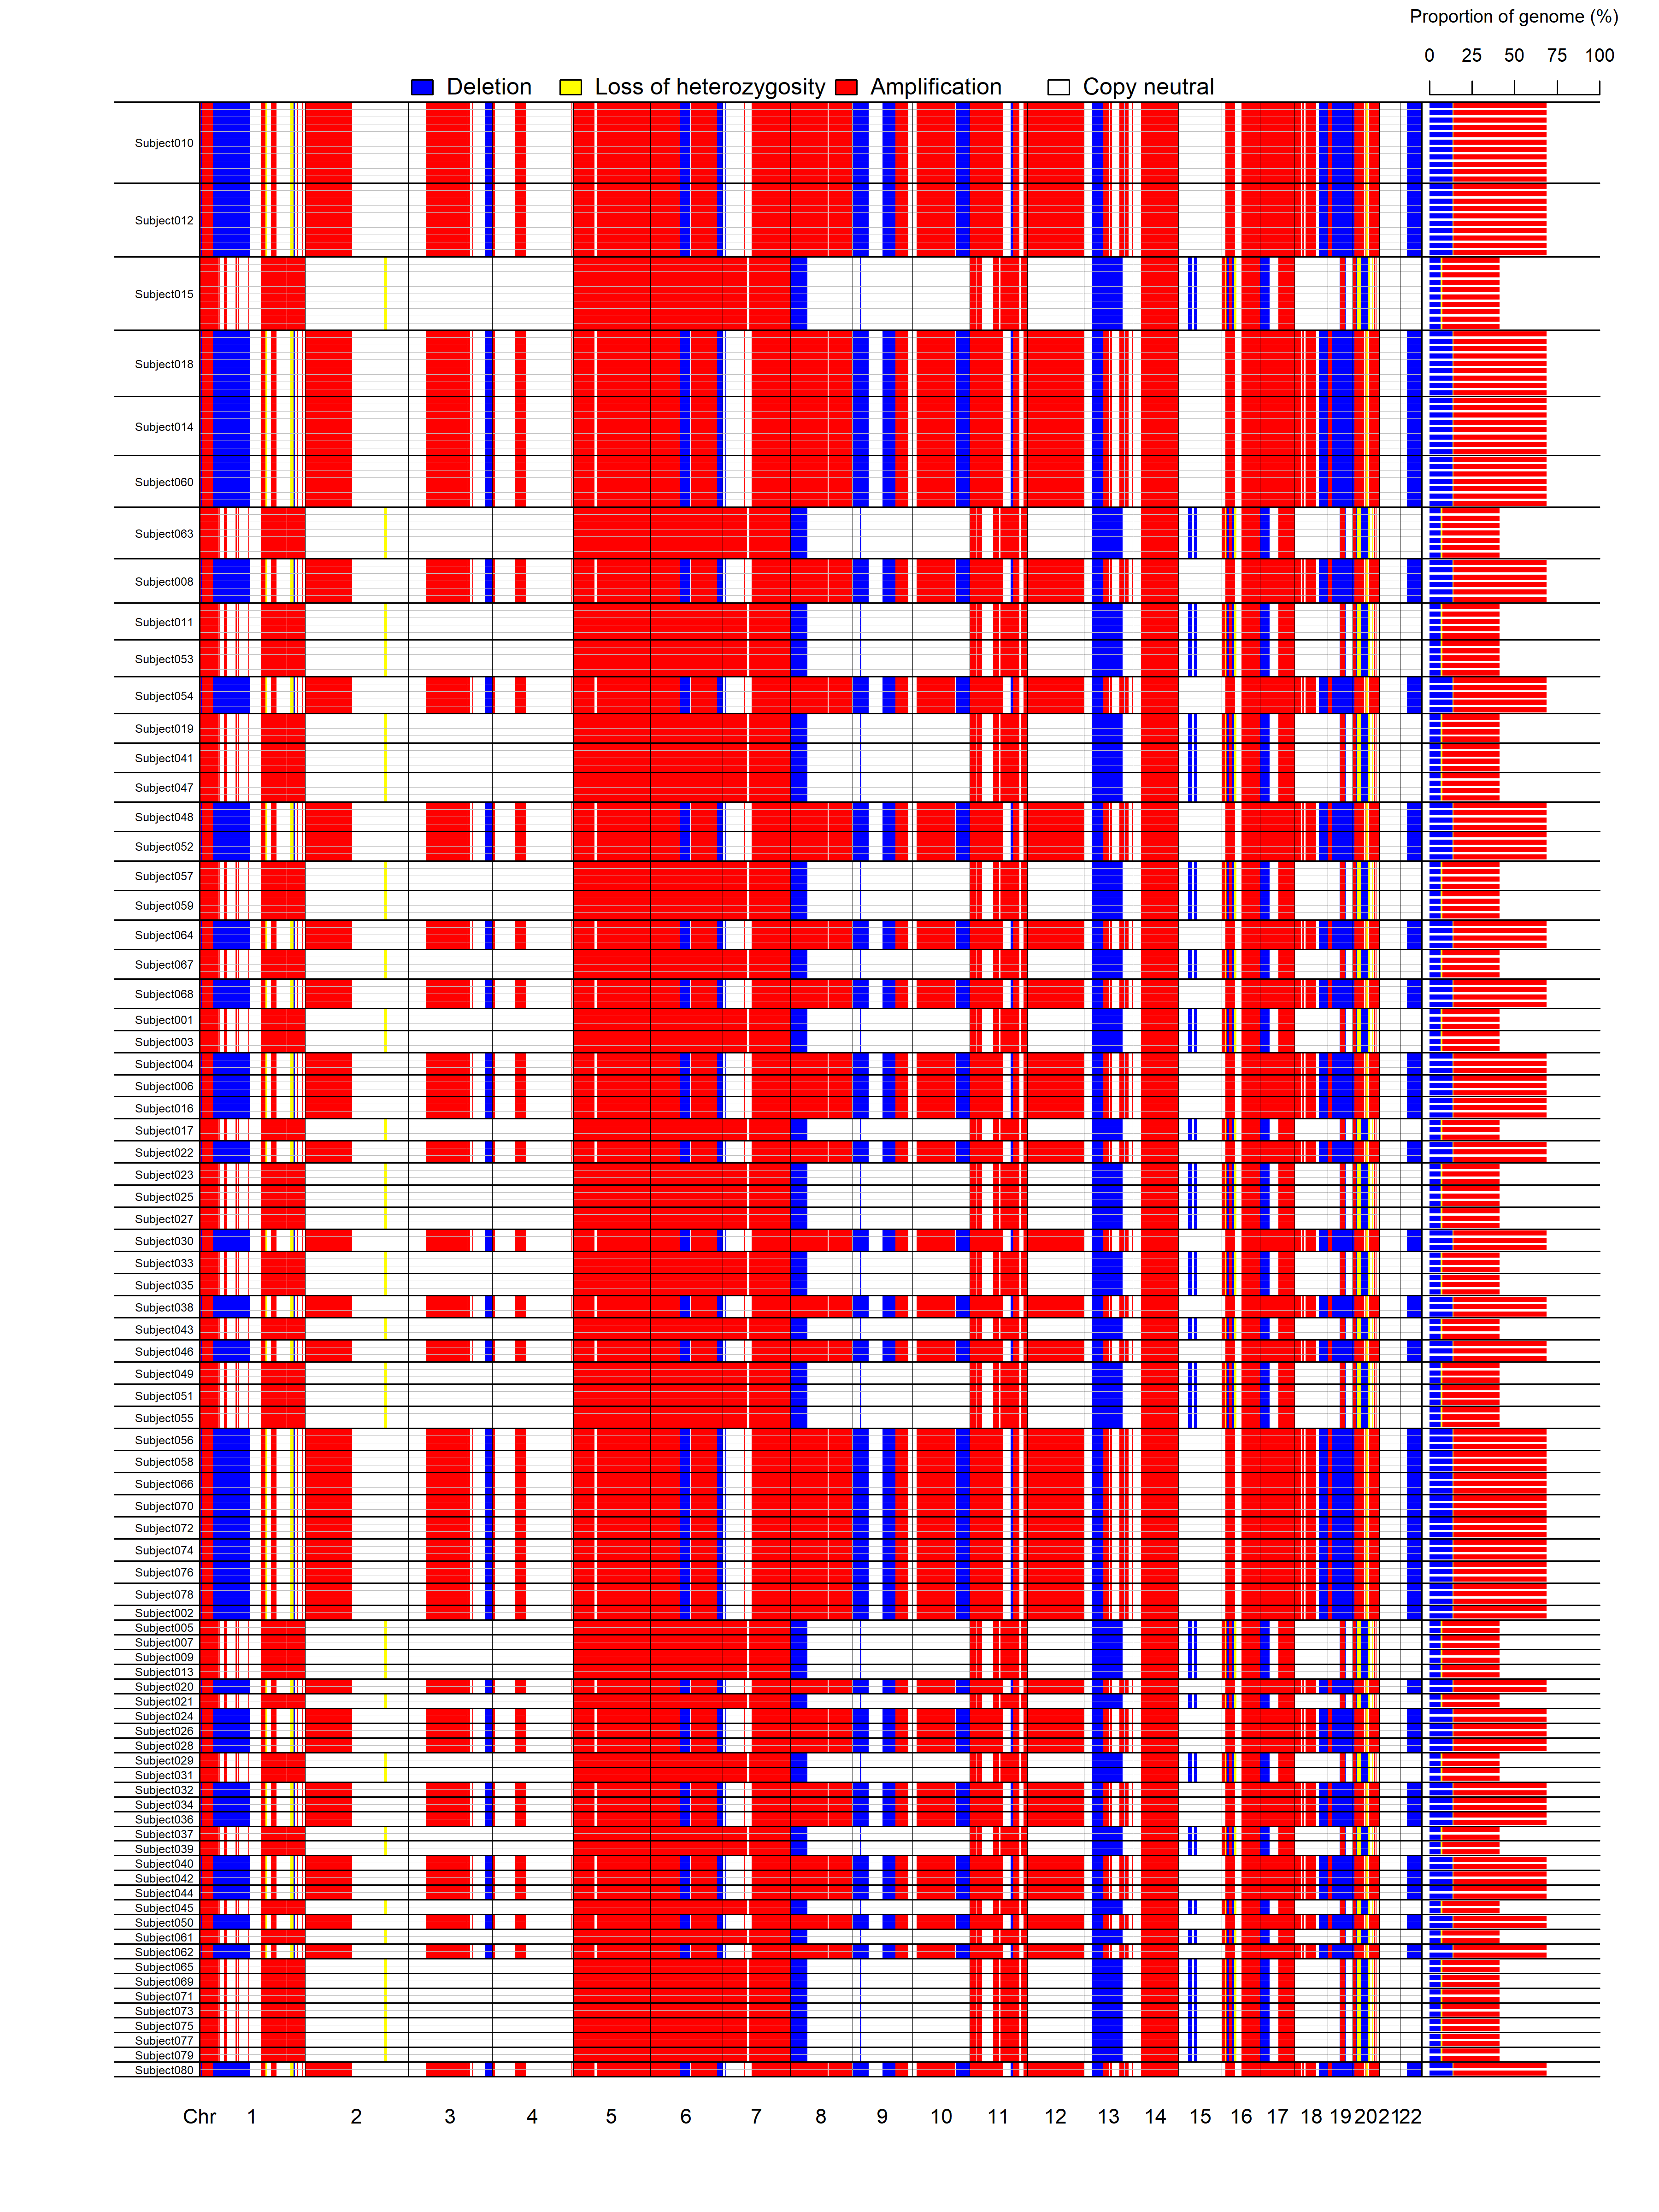 Proportion of genome (%)
0 25 50 75 100
Deletion Loss of heterozygosity Amplification Copy neutral
Subject010
Subject012
Subject015
Subject018
Subject014
Subject060
Subject063
Subject008
Subject011
Subject053
Subject054
Subject019
Subject041
Subject047
Subject048
Subject052
Subject057
Subject059
Subject064
Subject067
Subject068
Subject001
Subject003
Subject004
Subject006
Subject016
Subject017
Subject022
Subject023
Subject025
Subject027
Subject030
Subject033
Subject035
Subject038
Subject043
Subject046
Subject049
Subject051
Subject055
Subject056
Subject058
Subject066
Subject070
Subject072
Subject074
Subject076
Subject078
Subject002
Subject005
Subject007
Subject009
Subject013
Subject020
Subject021
Subject024
Subject026
Subject028
Subject029
Subject031
Subject032
Subject034
Subject036
Subject037
Subject039
Subject040
Subject042
Subject044
Subject045
Subject050
Subject061
Subject062
Subject065
Subject069
Subject071
Subject073
Subject075
Subject077
Subject079
Subject080
Chr 1 2 3 4 5 6 7 8 9 10 11 12 13 14 15 16 17 18 19 20 21 22